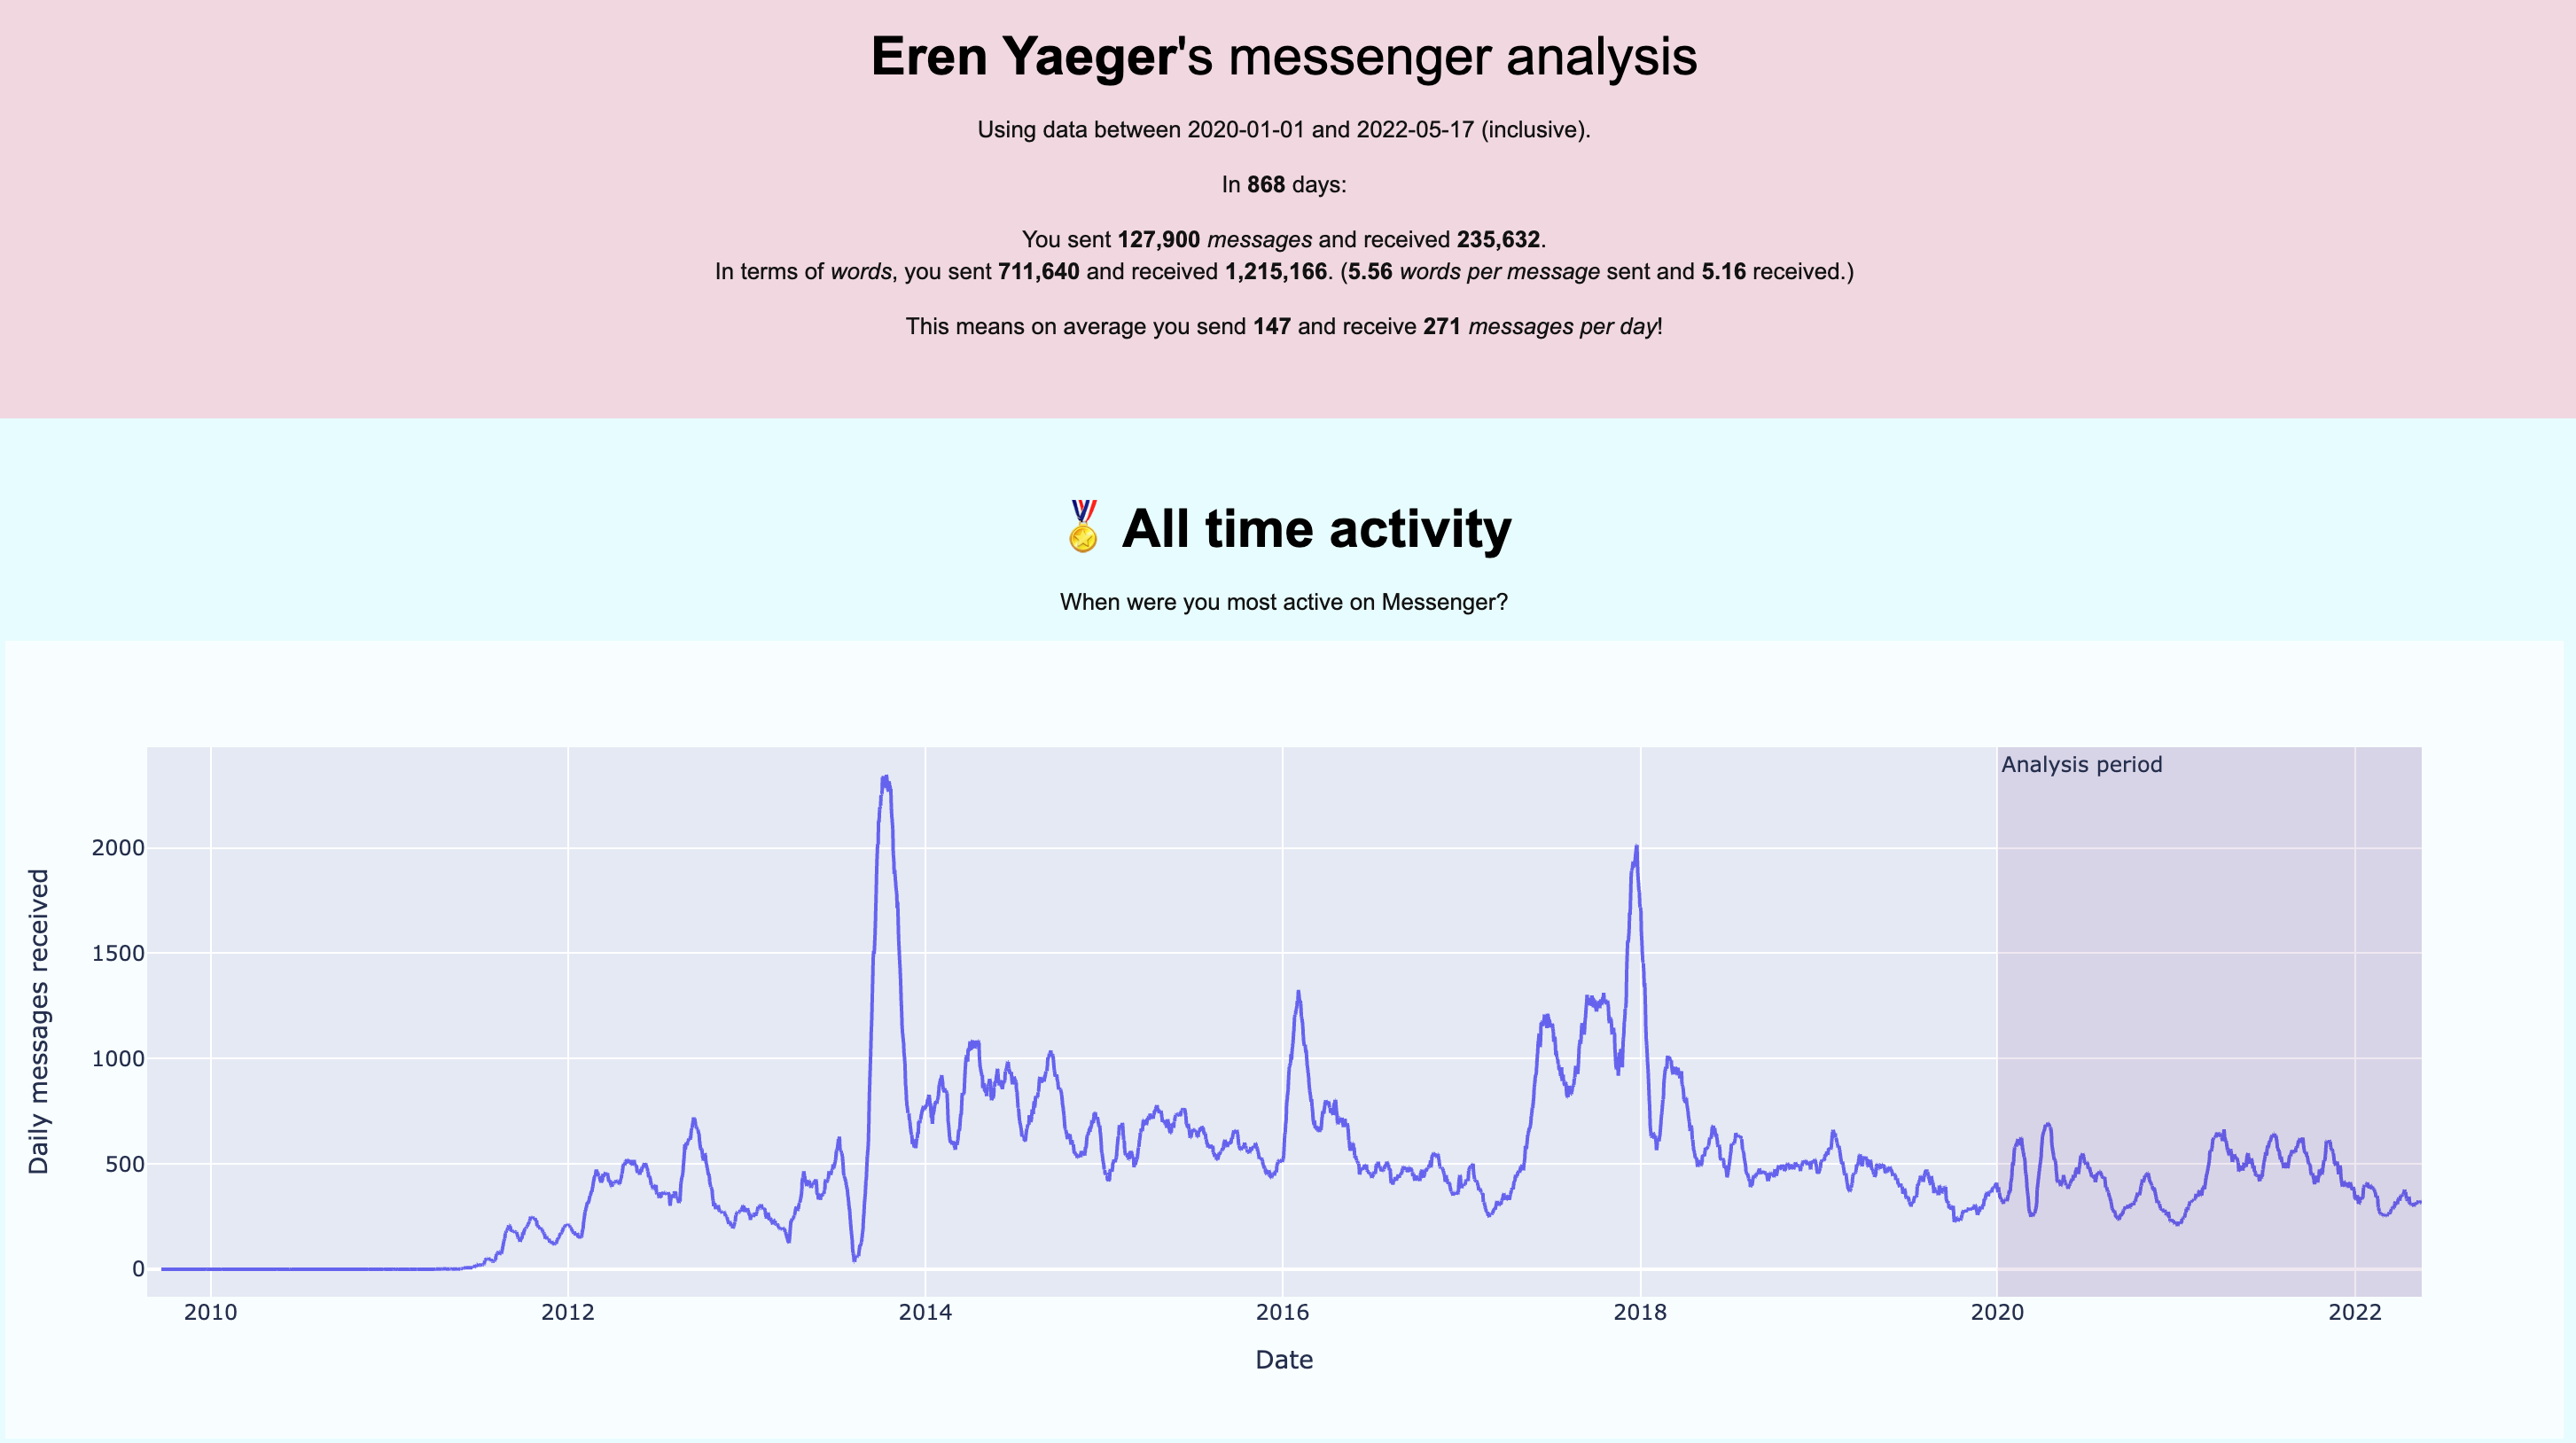 Eren Yaeger's messenger analysis
Using data between 2020-01-01 and 2022-05-17 (inclusive).
In 868 days:
You sent 127,900 messages and received 235,632.
In terms of words, you sent 711,640 and received 1,215,166. (5.56 words per message sent and 5.16 received.)
This means on average you send 147 and receive 271 messages per day!
🏅 All time activity
When were you most active on Messenger?
Analysis period
Daily messages received
2000
1500
1000
500
0
2010 2012 2014 2016 2018 2020 2022
Date